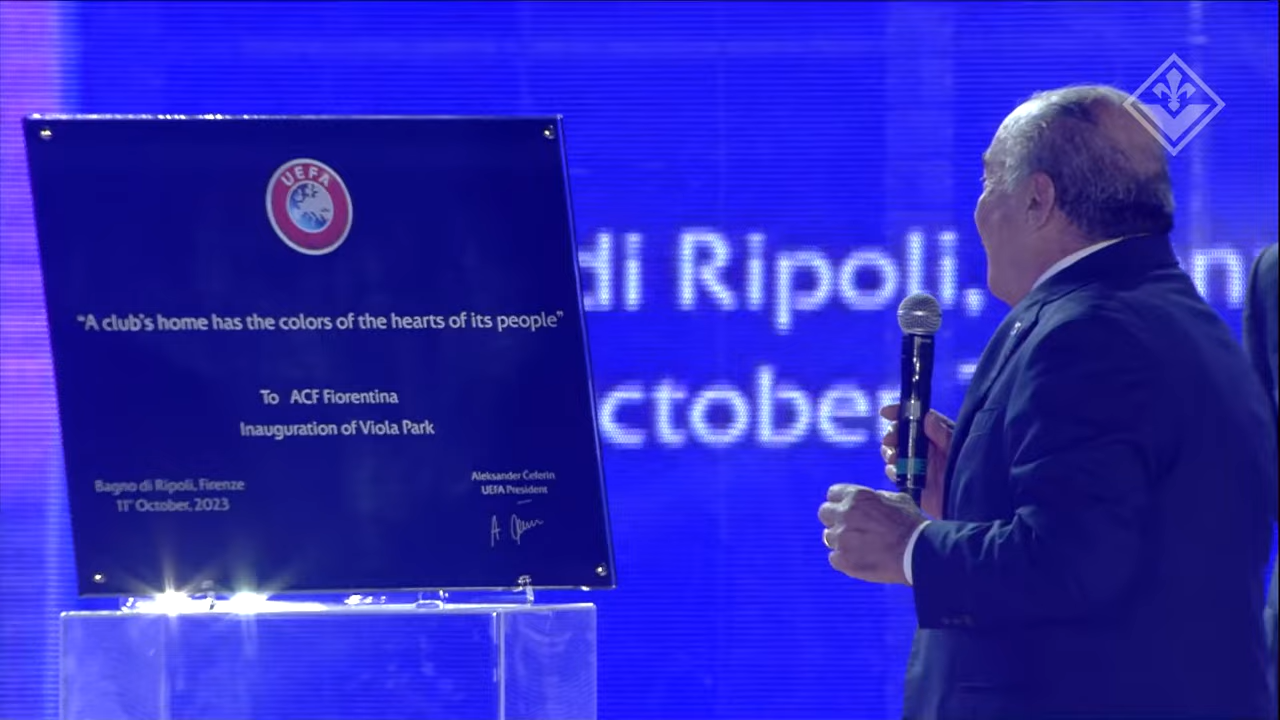 UEFA
“A club's home has the colors of the hearts of its people”
To ACF Fiorentina
Inauguration of Viola Park
Bagno di Ripoli, Firenze
11° October, 2023
Aleksander Čeferin
UEFA President
di Ripoli,
ctober